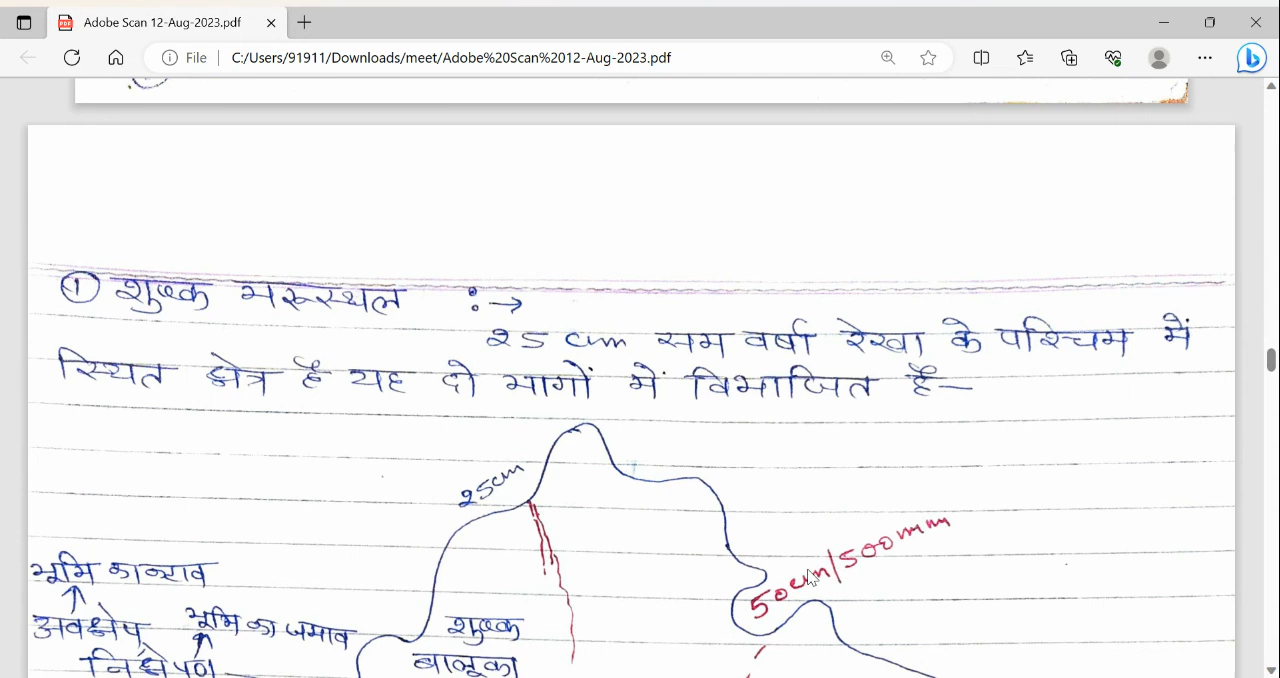 Adobe Scan 12-Aug-2023.pdf
File C:/Users/91911/Downloads/meet/Adobe%20Scan%2012-Aug-2023.pdf
① शुष्क मरुस्थल :→
25 cm सम वर्षा रेखा के पश्चिम में
स्थित क्षेत्र है यह दो भागों में विभाजित है—
25cm
50cm/500mm
भूमि कटाव
↑
अवक्षेप भूमि का जमाव
शुष्क
निक्षेपण
बालूका